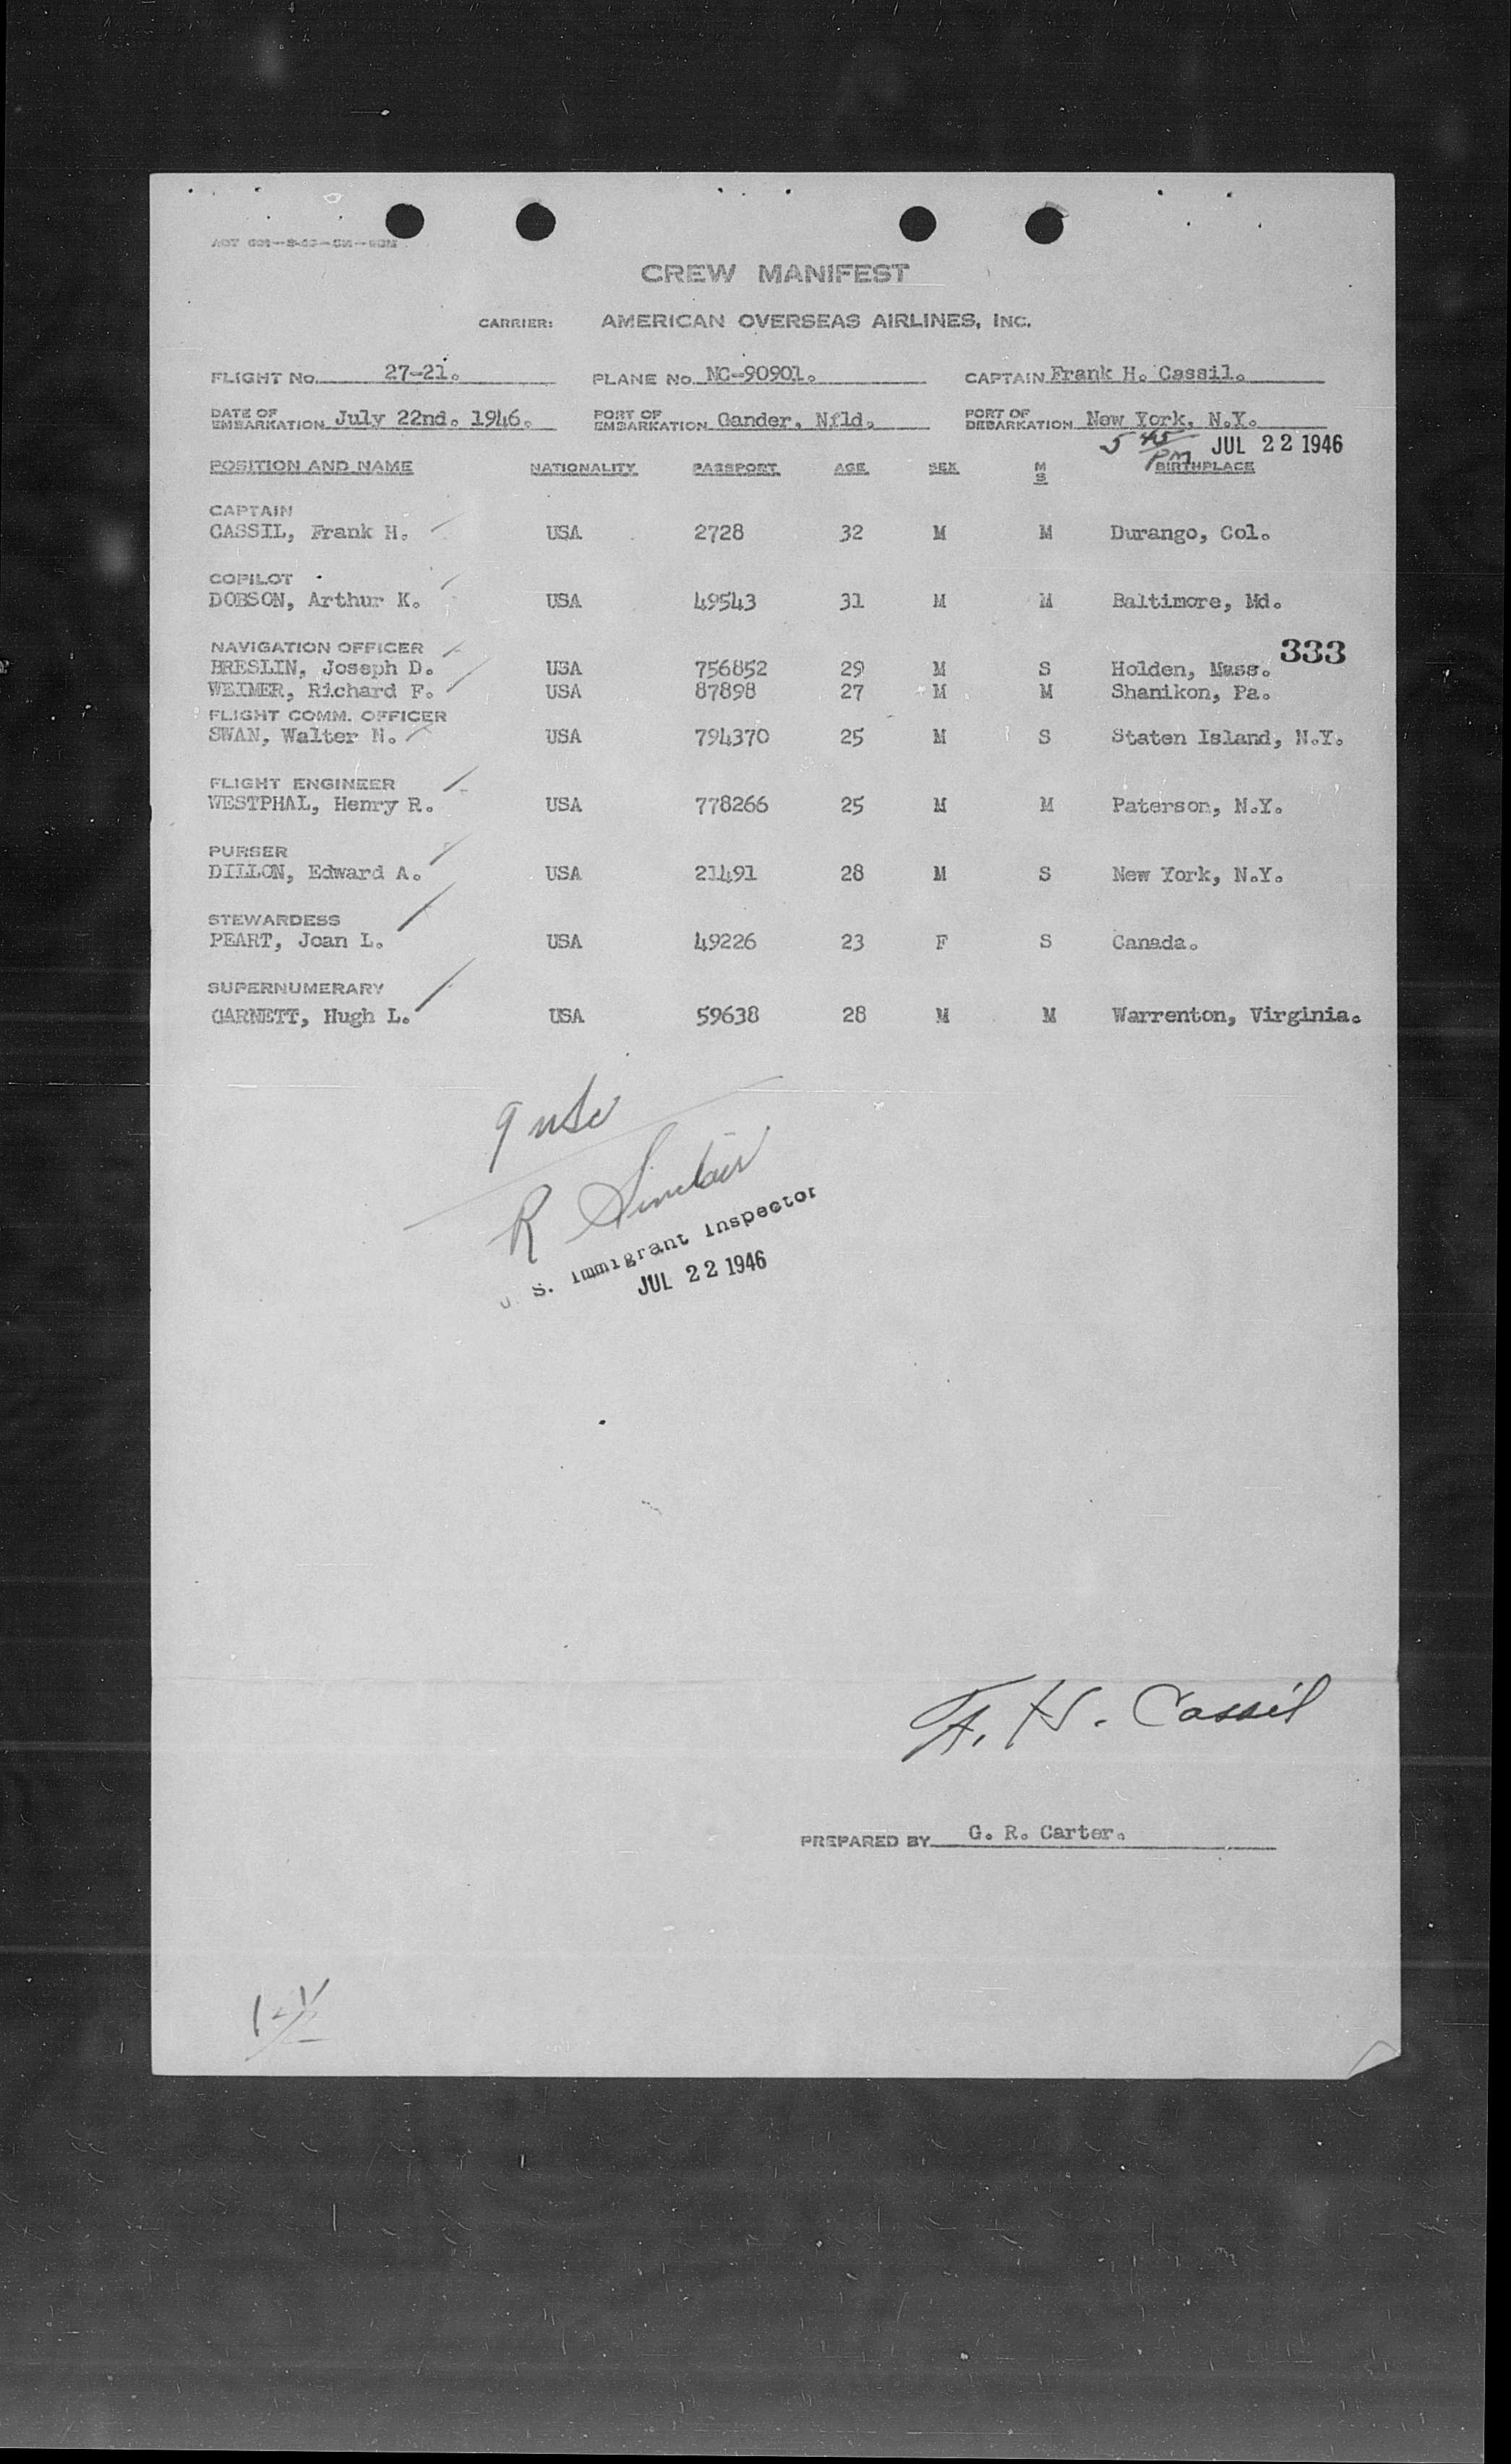 CREW MANIFEST
CARRIER: AMERICAN OVERSEAS AIRLINES, INC.
FLIGHT No. 27-21. PLANE No. NC-90901. CAPTAIN Frank H. Cassil.
DATE OF EMBARKATION July 22nd. 1946. PORT OF EMBARKATION Gander, Nfld. PORT OF DEBARKATION New York, N.Y.
5 45 PM JUL 22 1946
POSITION AND NAME NATIONALITY PASSPORT AGE SEX M S BIRTHPLACE
CAPTAIN
CASSIL, Frank H. USA 2728 32 M M Durango, Col.
COPILOT
DOBSON, Arthur K. USA 49543 31 M M Baltimore, Md.
333
NAVIGATION OFFICER
BRESLIN, Joseph D. USA 756852 29 M S Holden, Mass.
WEIMER, Richard F. USA 87898 27 M M Shanikon, Pa.
FLIGHT COMM. OFFICER
SWAN, Walter N. USA 794370 25 M S Staten Island, N.Y.
FLIGHT ENGINEER
WESTPHAL, Henry R. USA 778266 25 M M Paterson, N.Y.
PURSER
DILLON, Edward A. USA 21491 28 M S New York, N.Y.
STEWARDESS
PEART, Joan L. USA 49226 23 F S Canada.
SUPERNUMERARY
GARNETT, Hugh L. USA 59638 28 M M Warrenton, Virginia.
9 usc
R Sinclair
U. S. Immigrant Inspector
JUL 22 1946
F. H. Cassil
PREPARED BY G. R. Carter.